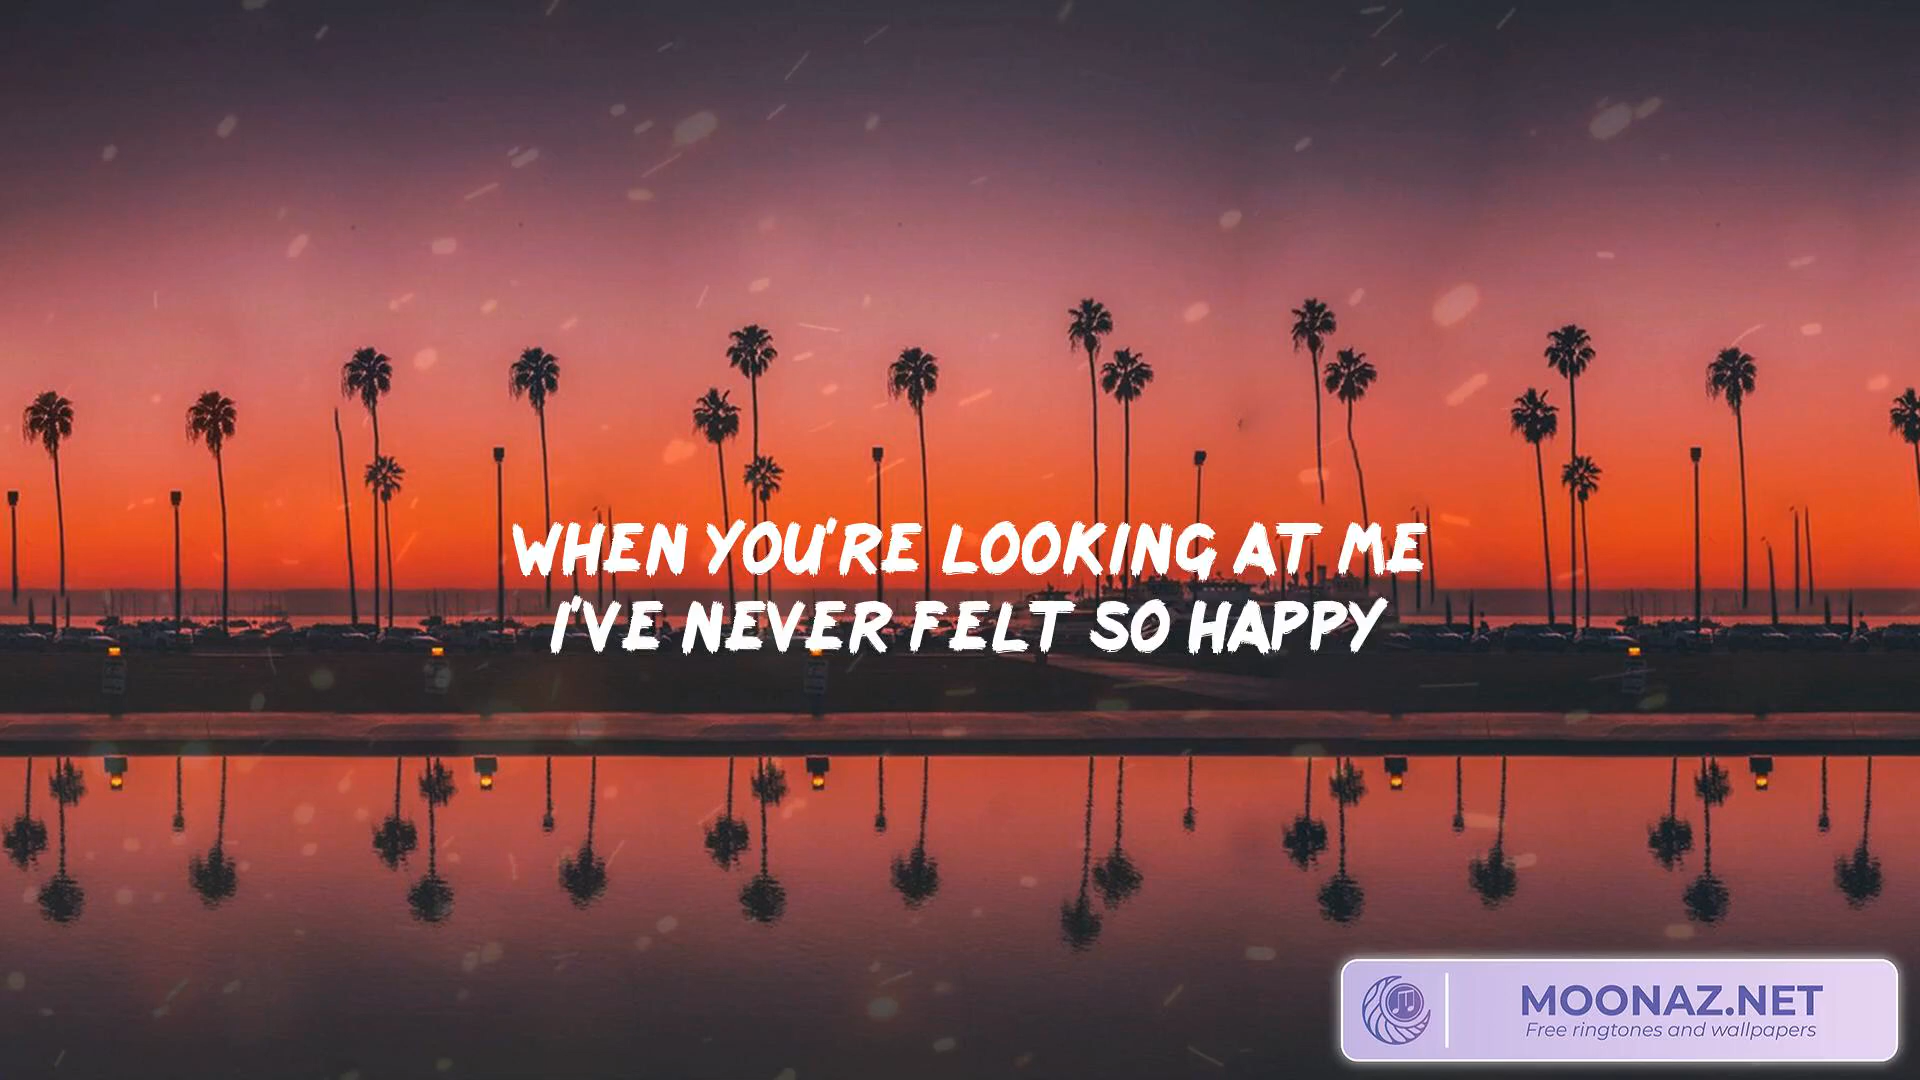 WHEN YOU'RE LOOKING AT ME
I'VE NEVER FELT SO HAPPY
MOONAZ.NET
Free ringtones and wallpapers